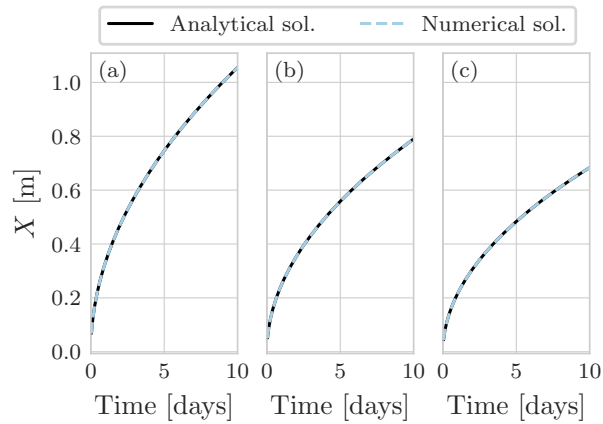 Analytical sol. Numerical sol.
(a) (b) (c)
1.0
0.8
0.6
0.4
0.2
0.0
X [m]
0 5 10 0 5 10 0 5 10
Time [days] Time [days] Time [days]